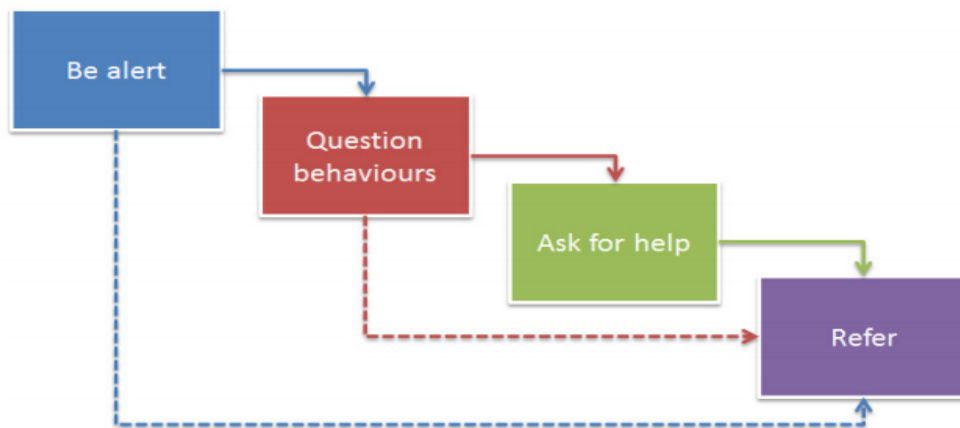 Be alert
Question
behaviours
Ask for help
Refer